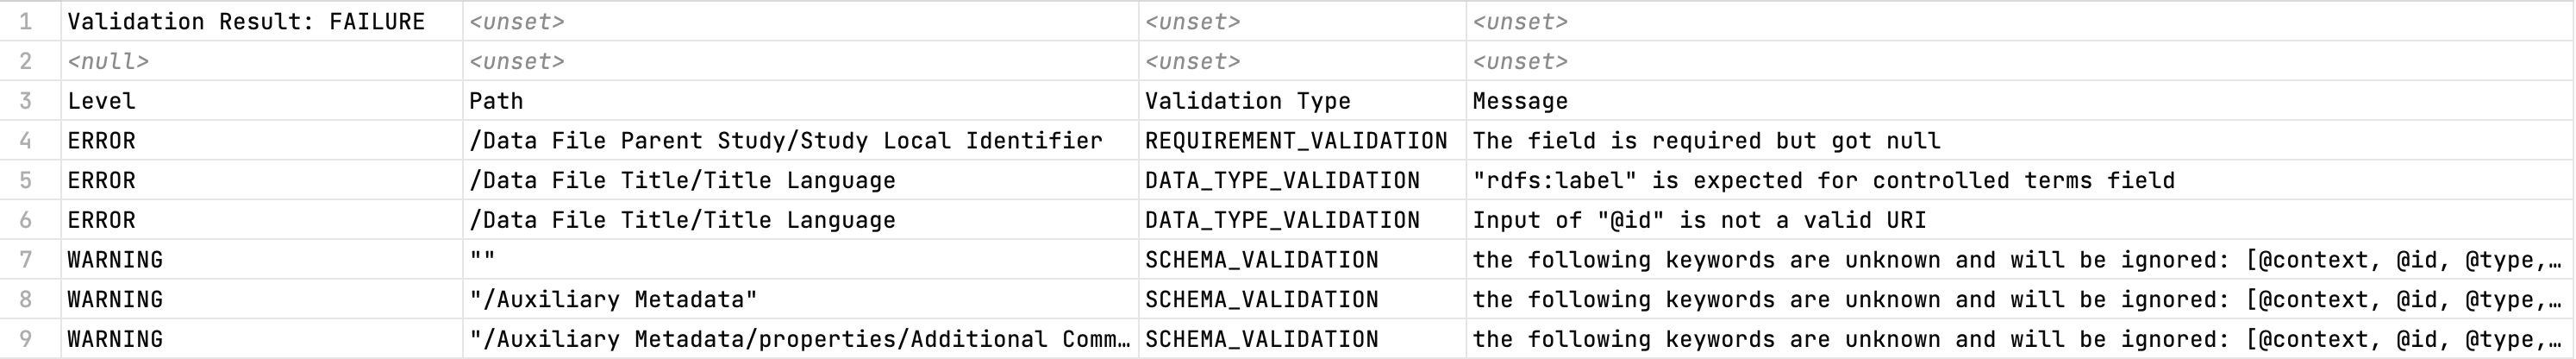 1 Validation Result: FAILURE <unset> <unset> <unset>
2 <null> <unset> <unset> <unset>
3 Level Path Validation Type Message
4 ERROR /Data File Parent Study/Study Local Identifier REQUIREMENT_VALIDATION The field is required but got null
5 ERROR /Data File Title/Title Language DATA_TYPE_VALIDATION "rdfs:label" is expected for controlled terms field
6 ERROR /Data File Title/Title Language DATA_TYPE_VALIDATION Input of "@id" is not a valid URI
7 WARNING "" SCHEMA_VALIDATION the following keywords are unknown and will be ignored: [@context, @id, @type,…
8 WARNING "/Auxiliary Metadata" SCHEMA_VALIDATION the following keywords are unknown and will be ignored: [@context, @id, @type,…
9 WARNING "/Auxiliary Metadata/properties/Additional Comm… SCHEMA_VALIDATION the following keywords are unknown and will be ignored: [@context, @id, @type,…